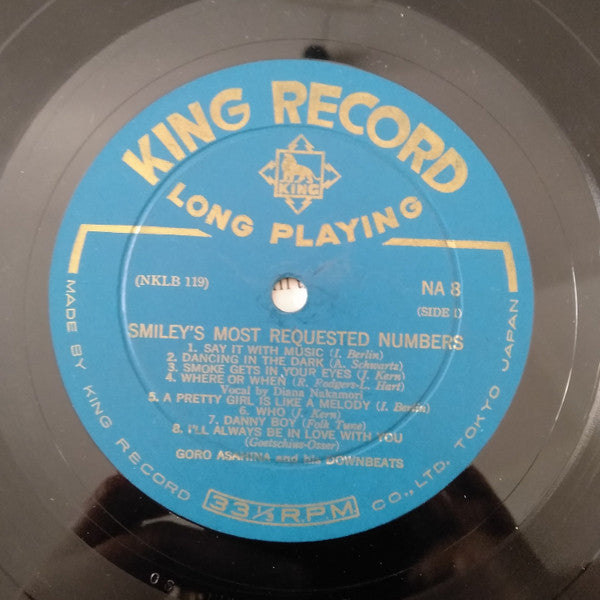 KING RECORD
KING
LONG PLAYING
(NKLB 119)
NA 8
(SIDE 1)
SMILEY'S MOST REQUESTED NUMBERS
1. SAY IT WITH MUSIC (I. Berlin)
2. DANCING IN THE DARK (A. Schwartz)
3. SMOKE GETS IN YOUR EYES (J. Kern)
4. WHERE OR WHEN (R. Rodgers-L. Hart)
Vocal by Diana Nakamori
5. A PRETTY GIRL IS LIKE A MELODY (I. Berlin)
6. WHO (J. Kern)
7. DANNY BOY (Folk Tune)
8. I'LL ALWAYS BE IN LOVE WITH YOU
(Goetschius-Osser)
GORO ASAHINA and his DOWNBEATS
33⅓ R.P.M.
MADE BY KING RECORD CO., LTD. TOKYO JAPAN